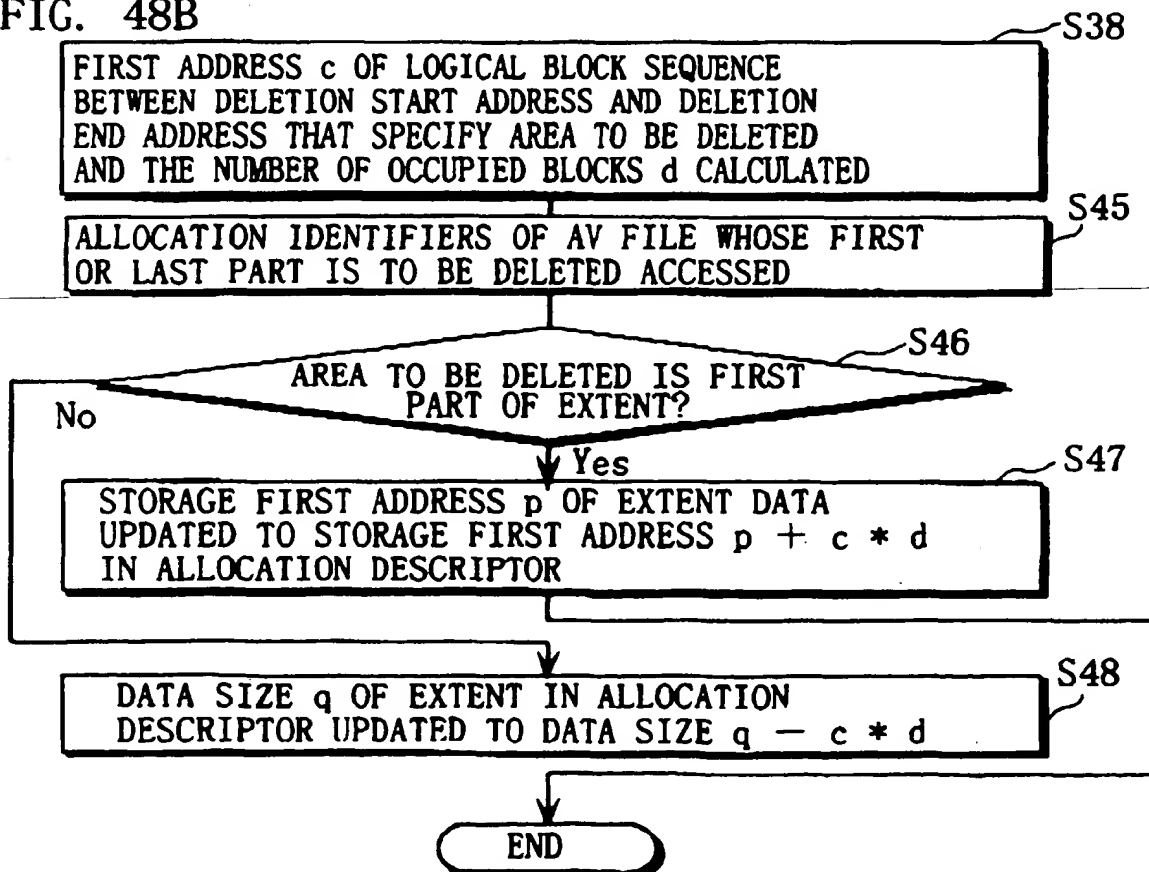 FIG. 48B
S38
FIRST ADDRESS c OF LOGICAL BLOCK SEQUENCE
BETWEEN DELETION START ADDRESS AND DELETION
END ADDRESS THAT SPECIFY AREA TO BE DELETED
AND THE NUMBER OF OCCUPIED BLOCKS d CALCULATED
S45
ALLOCATION IDENTIFIERS OF AV FILE WHOSE FIRST
OR LAST PART IS TO BE DELETED ACCESSED
S46
AREA TO BE DELETED IS FIRST
PART OF EXTENT?
No
Yes
S47
STORAGE FIRST ADDRESS p OF EXTENT DATA
UPDATED TO STORAGE FIRST ADDRESS p + c * d
IN ALLOCATION DESCRIPTOR
S48
DATA SIZE q OF EXTENT IN ALLOCATION
DESCRIPTOR UPDATED TO DATA SIZE q — c * d
END